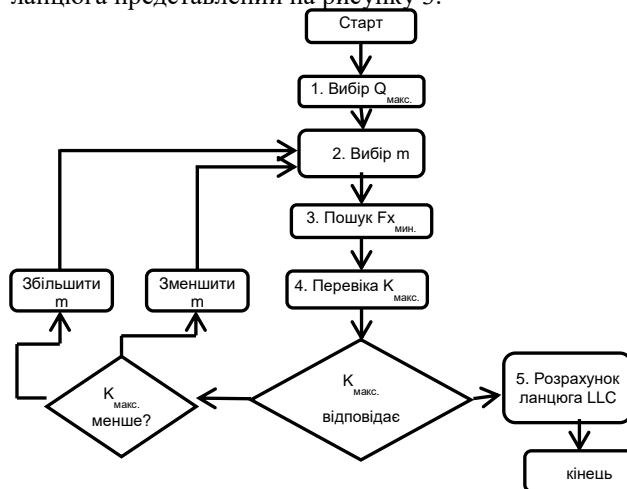 ланцюга представлений на рисунку 3.
Старт
1. Вибір Q макс.
2. Вибір m
3. Пошук Fx мин.
Збільшити
m
Зменшити
m
4. Перевіка K макс.
K макс.
менше?
K макс.
відповідає
5. Розрахунок
ланцюга LLC
кінець